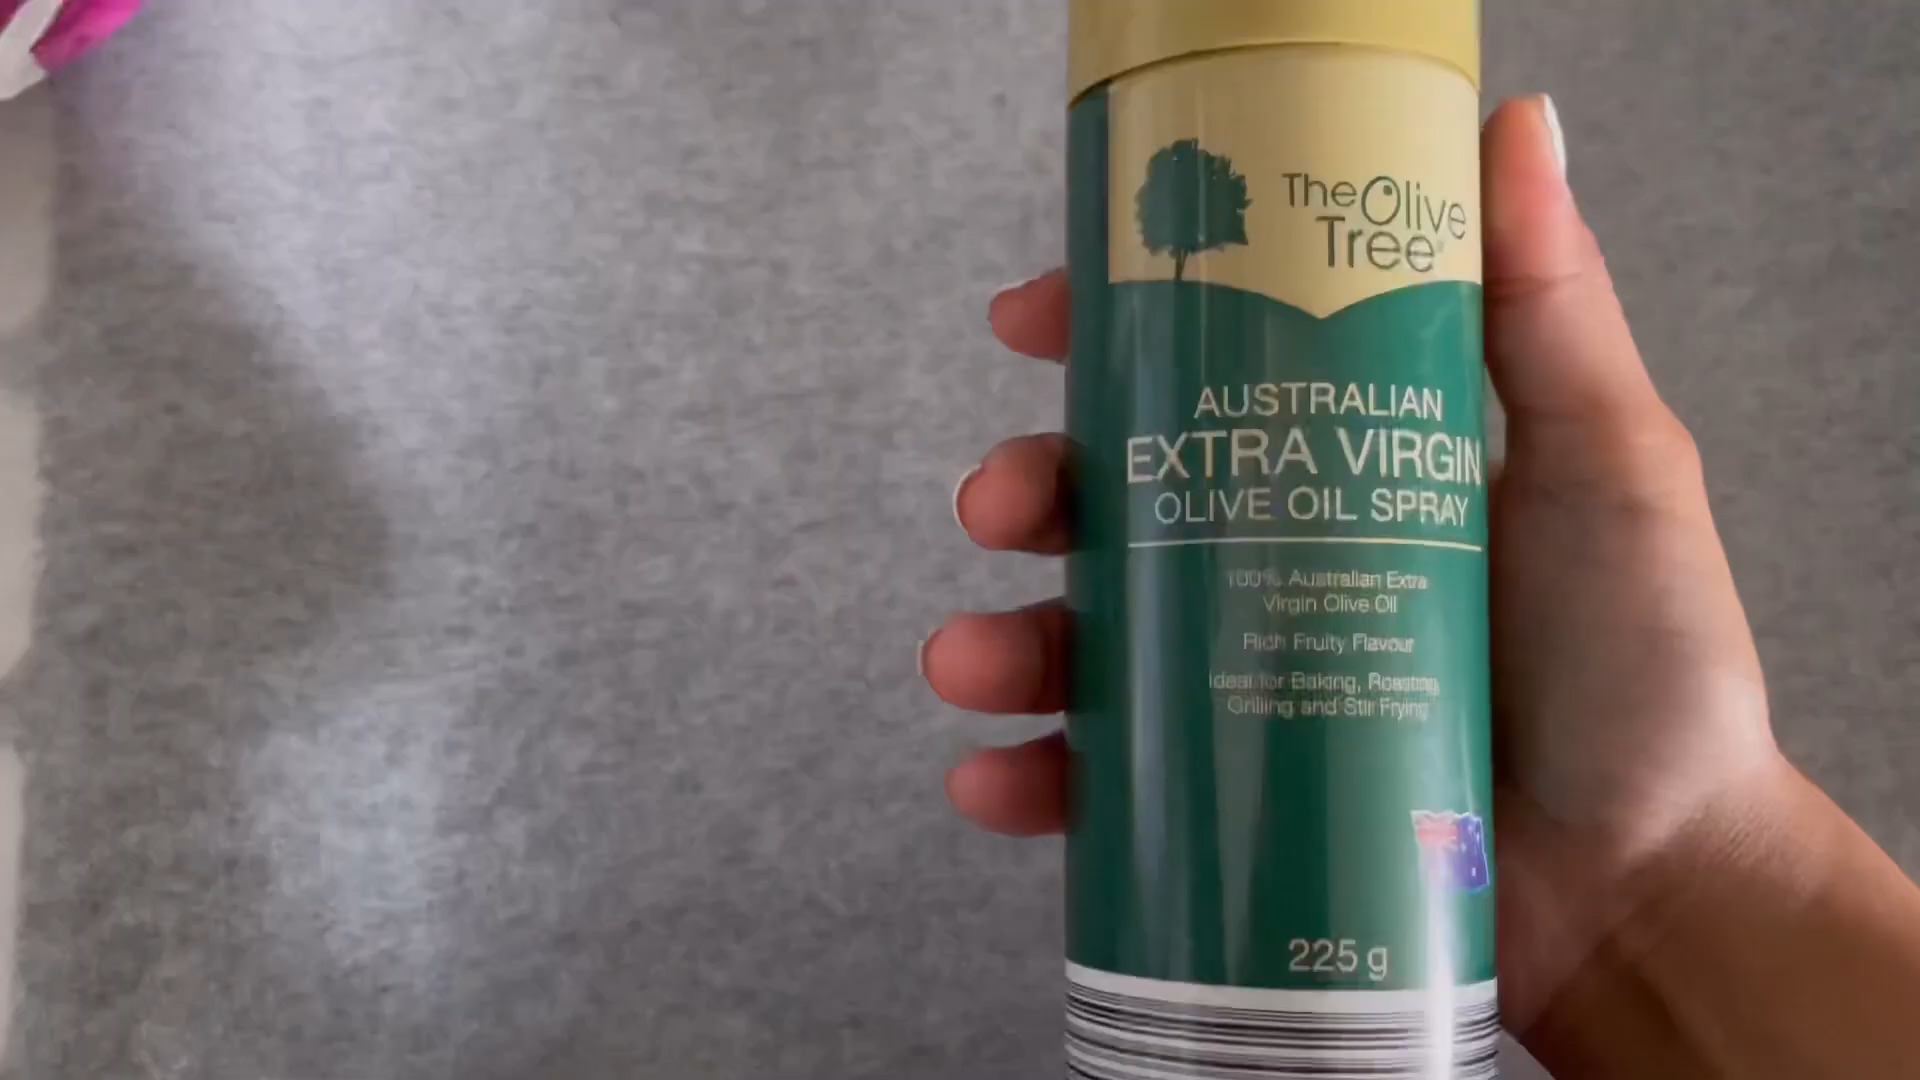 The Olive
Tree
AUSTRALIAN
EXTRA VIRGIN
OLIVE OIL SPRAY
100% Australian Extra
Virgin Olive Oil
Rich Fruity Flavour
Ideal for Baking, Roasting,
Grilling and Stir Frying
225 g